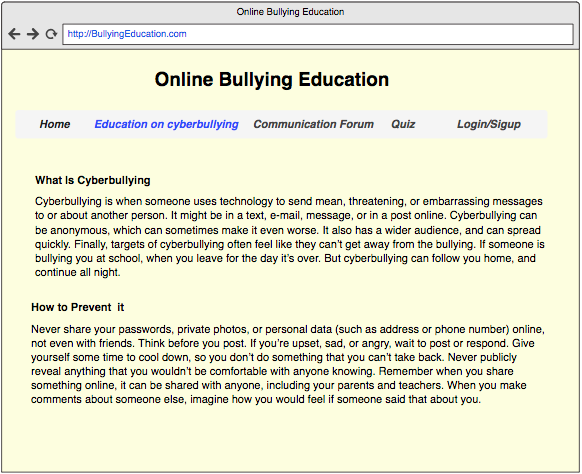 Online Bullying Education
http://BullyingEducation.com
Online Bullying Education
Home Education on cyberbullying Communication Forum Quiz Login/Sigup
What Is Cyberbullying
Cyberbullying is when someone uses technology to send mean, threatening, or embarrassing messages
to or about another person. It might be in a text, e-mail, message, or in a post online. Cyberbullying can
be anonymous, which can sometimes make it even worse. It also has a wider audience, and can spread
quickly. Finally, targets of cyberbullying often feel like they can't get away from the bullying. If someone is
bullying you at school, when you leave for the day it's over. But cyberbullying can follow you home, and
continue all night.
How to Prevent it
Never share your passwords, private photos, or personal data (such as address or phone number) online,
not even with friends. Think before you post. If you're upset, sad, or angry, wait to post or respond. Give
yourself some time to cool down, so you don't do something that you can't take back. Never publicly
reveal anything that you wouldn't be comfortable with anyone knowing. Remember when you share
something online, it can be shared with anyone, including your parents and teachers. When you make
comments about someone else, imagine how you would feel if someone said that about you.